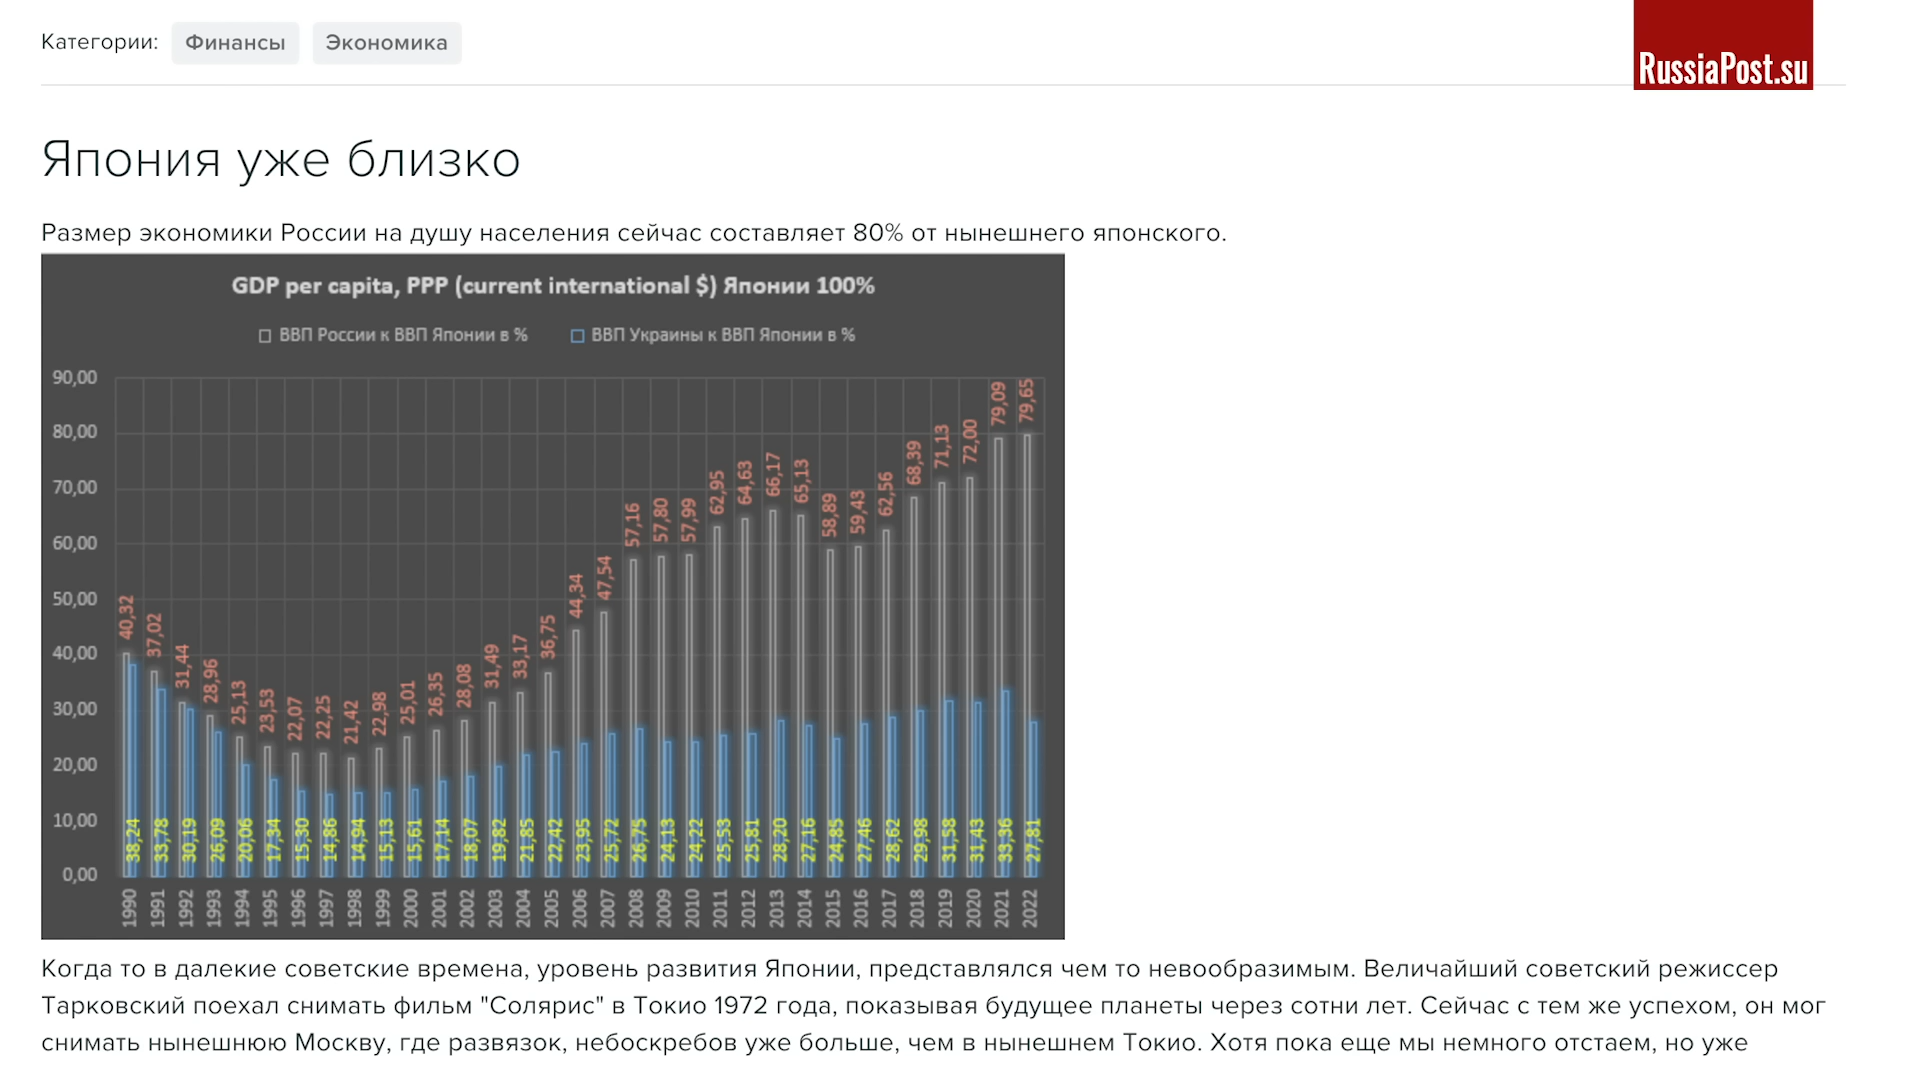 Категории: Финансы Экономика
RussiaPost.su
Япония уже близко
Размер экономики России на душу населения сейчас составляет 80% от нынешнего японского.
GDP per capita, PPP (current international $) Японии 100%
ВВП России к ВВП Японии в % ВВП Украины к ВВП Японии в %
90,00
80,00
70,00
60,00
50,00
40,00
30,00
20,00
10,00
0,00
40,32 37,02 31,44 28,96 25,13 23,53 22,07 22,25 21,42 22,98 25,01 26,35 28,08 31,49 33,17 36,75 44,34 47,54 57,16 57,80 57,99 62,95 64,63 66,17 65,13 58,89 59,43 62,56 68,39 71,13 72,00 79,09 79,65
38,24 33,78 30,19 26,09 20,06 17,34 15,30 14,86 14,94 15,13 15,61 17,14 18,07 19,82 21,85 22,42 23,95 25,72 26,75 24,13 24,22 25,53 25,81 28,20 27,16 24,85 27,46 28,62 29,98 31,58 31,43 33,36 27,81
1990 1991 1992 1993 1994 1995 1996 1997 1998 1999 2000 2001 2002 2003 2004 2005 2006 2007 2008 2009 2010 2011 2012 2013 2014 2015 2016 2017 2018 2019 2020 2021 2022
Когда то в далекие советские времена, уровень развития Японии, представлялся чем то невообразимым. Величайший советский режиссер
Тарковский поехал снимать фильм "Солярис" в Токио 1972 года, показывая будущее планеты через сотни лет. Сейчас с тем же успехом, он мог
снимать нынешнюю Москву, где развязок, небоскребов уже больше, чем в нынешнем Токио. Хотя пока еще мы немного отстаем, но уже